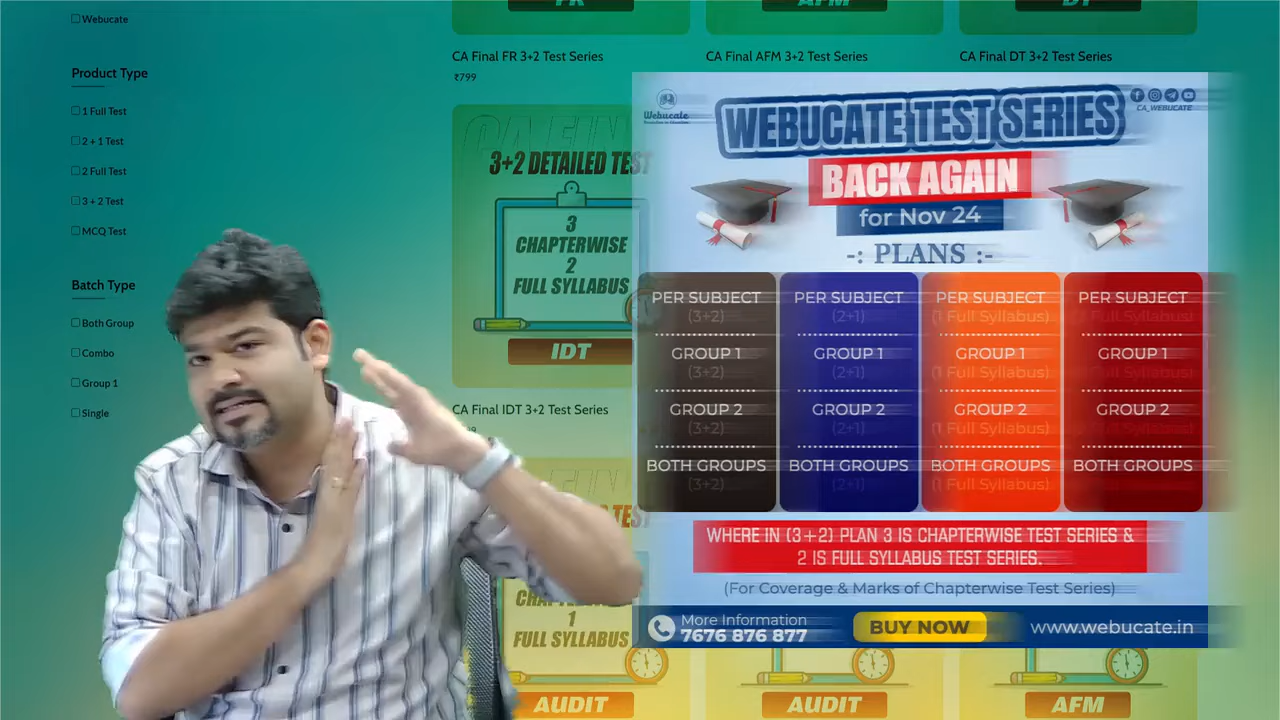 Webucate
Product Type
1 Full Test
2 + 1 Test
2 Full Test
3 + 2 Test
MCQ Test
Batch Type
Both Group
Combo
Group 1
Single
FR
AFM
DT
CA Final FR 3+2 Test Series
₹799
CA Final AFM 3+2 Test Series
CA Final DT 3+2 Test Series
CA FINAL
3+2 DETAILED TEST
3
CHAPTERWISE
2
FULL SYLLABUS
IDT
CA Final IDT 3+2 Test Series
1
FULL SYLLABUS
AUDIT
AUDIT
AFM
Webucate
CA_WEBUCATE
WEBUCATE TEST SERIES
BACK AGAIN
for Nov 24
-: PLANS :-
PER SUBJECT
(3+2)
GROUP 1
(3+2)
GROUP 2
(3+2)
BOTH GROUPS
(3+2)
PER SUBJECT
(2+1)
GROUP 1
(2+1)
GROUP 2
(2+1)
BOTH GROUPS
(2+1)
PER SUBJECT
(1 Full Syllabus)
GROUP 1
(1 Full Syllabus)
GROUP 2
(1 Full Syllabus)
BOTH GROUPS
(1 Full Syllabus)
PER SUBJECT
GROUP 1
GROUP 2
BOTH GROUPS
WHERE IN (3+2) PLAN 3 IS CHAPTERWISE TEST SERIES &
2 IS FULL SYLLABUS TEST SERIES.
(For Coverage & Marks of Chapterwise Test Series)
More Information
7676 876 877
BUY NOW
www.webucate.in